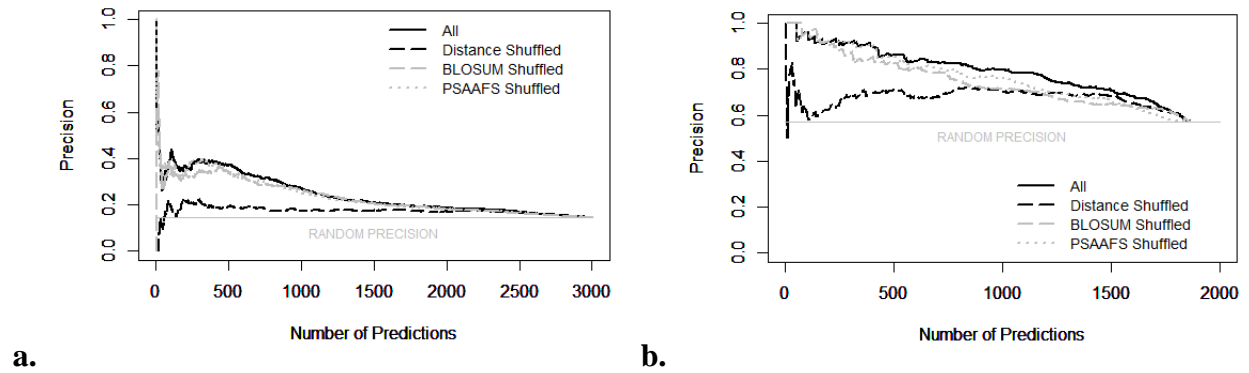 Precision
0.0 0.2 0.4 0.6 0.8 1.0
All
Distance Shuffled
BLOSUM Shuffled
PSAAFS Shuffled
RANDOM PRECISION
0 500 1000 1500 2000 2500 3000
Number of Predictions
a.
Precision
0.0 0.2 0.4 0.6 0.8 1.0
RANDOM PRECISION
All
Distance Shuffled
BLOSUM Shuffled
PSAAFS Shuffled
0 500 1000 1500 2000
Number of Predictions
b.